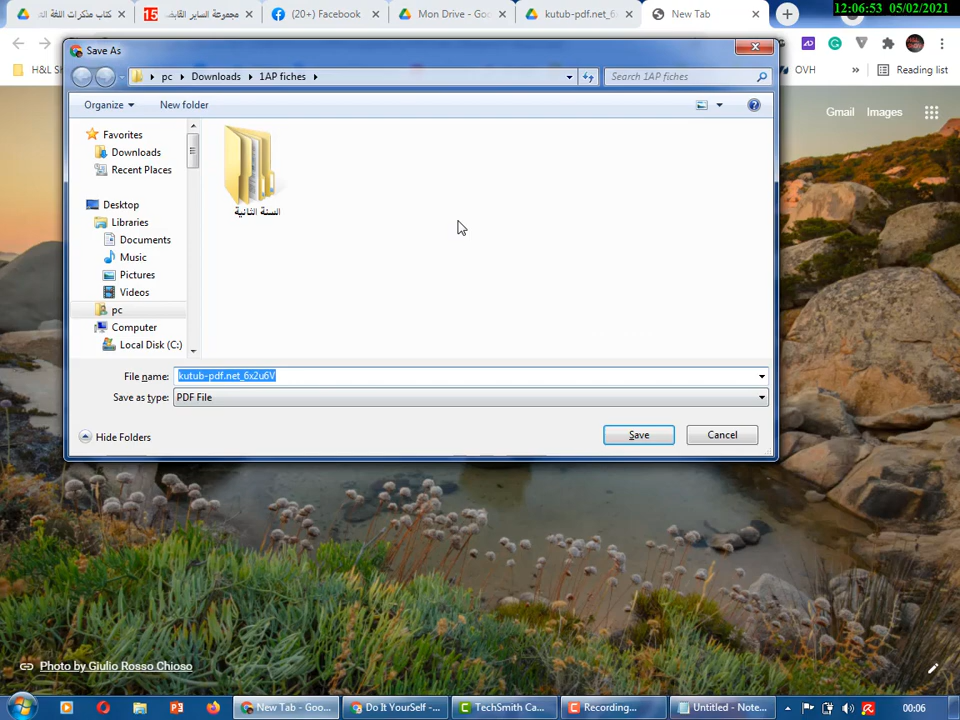 12:06:53 05/02/2021
كتاب مذكرات اللغة الد
مجموعة الساير القابضة
(20+) Facebook
Mon Drive - Goo
kutub-pdf.net_6
New Tab
H&L S
OVH
»
Reading list
Gmail
Images
Save As
pc
Downloads
1AP fiches
Search 1AP fiches
Organize
New folder
Favorites
Downloads
Recent Places
Desktop
Libraries
Documents
Music
Pictures
Videos
pc
Computer
Local Disk (C:)
السنة الثانية
File name: kutub-pdf.net_6x2u6V
Save as type: PDF File
Hide Folders
Save
Cancel
Photo by Giulio Rosso Chioso
New Tab - Goo...
Do It YourSelf - ...
TechSmith Ca...
Recording...
Untitled - Note...
00:06